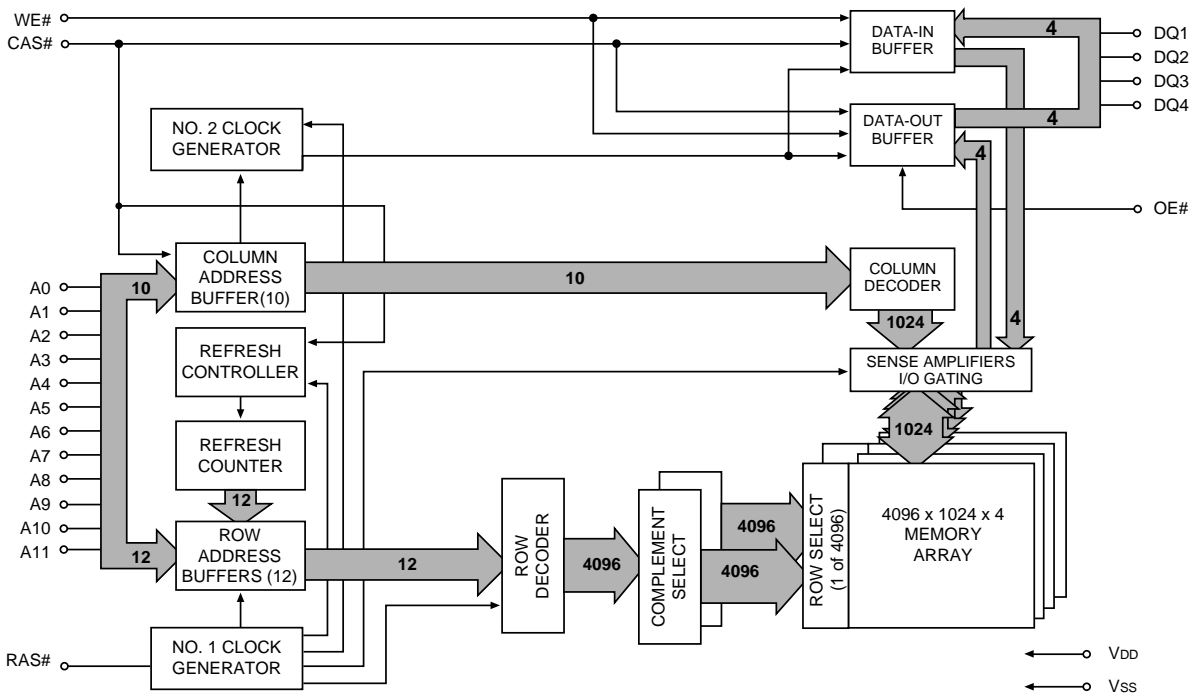 WE#
CAS#
DATA-IN
BUFFER
4
DQ1
DQ2
DQ3
DQ4
NO. 2 CLOCK
GENERATOR
DATA-OUT
BUFFER
4
4
OE#
COLUMN
ADDRESS
BUFFER(10)
10
10
COLUMN
DECODER
1024
4
A0
A1
A2
A3
A4
A5
A6
A7
A8
A9
A10
A11
REFRESH
CONTROLLER
SENSE AMPLIFIERS
I/O GATING
1024
REFRESH
COUNTER
12
12
ROW
ADDRESS
BUFFERS (12)
12
ROW
DECODER
4096
COMPLEMENT
SELECT
4096
4096
ROW SELECT
(1 of 4096)
4096 x 1024 x 4
MEMORY
ARRAY
RAS#
NO. 1 CLOCK
GENERATOR
VDD
VSS